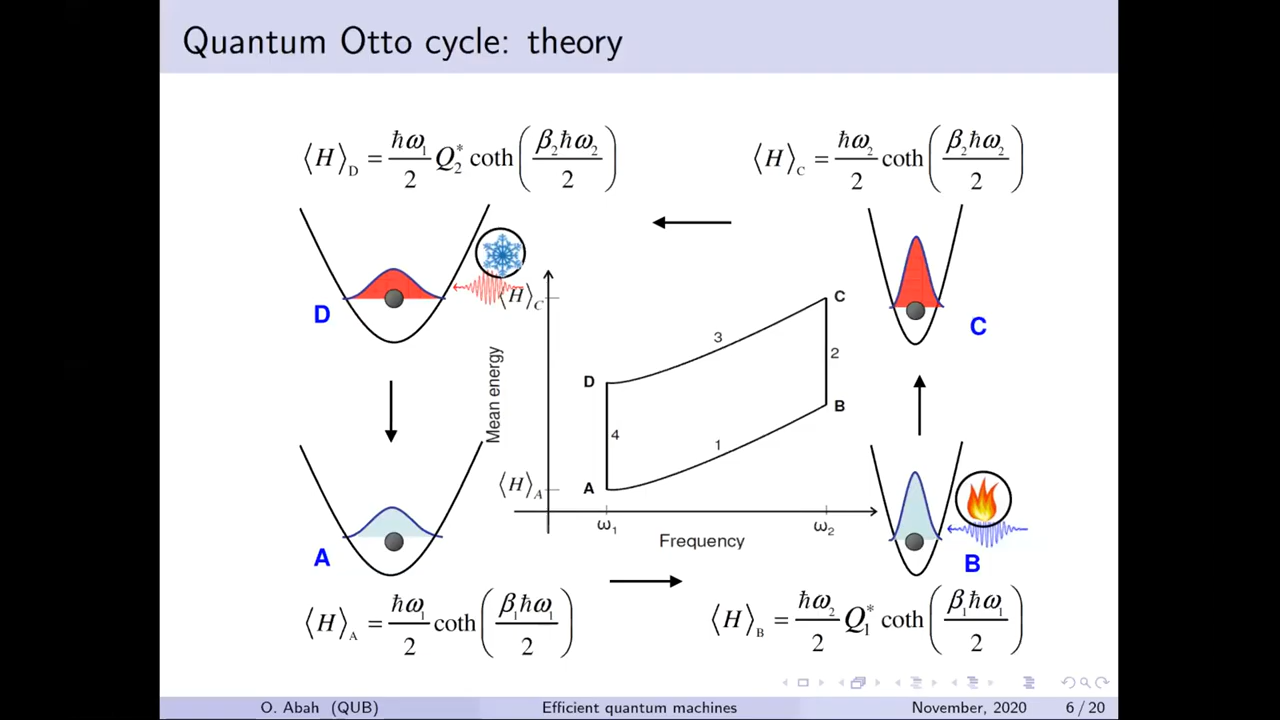 Quantum Otto cycle: theory
⟨H⟩_D = ħω₁/2 Q₂* coth(β₂ħω₂/2)
⟨H⟩_C = ħω₂/2 coth(β₂ħω₂/2)
D
C
⟨H⟩_C
C
3
2
D
B
Mean energy
4
1
⟨H⟩_A
A
ω₁
ω₂
Frequency
A
B
⟨H⟩_A = ħω₁/2 coth(β₁ħω₁/2)
⟨H⟩_B = ħω₂/2 Q₁* coth(β₁ħω₁/2)
O. Abah (QUB)
Efficient quantum machines
November, 2020
6 / 20